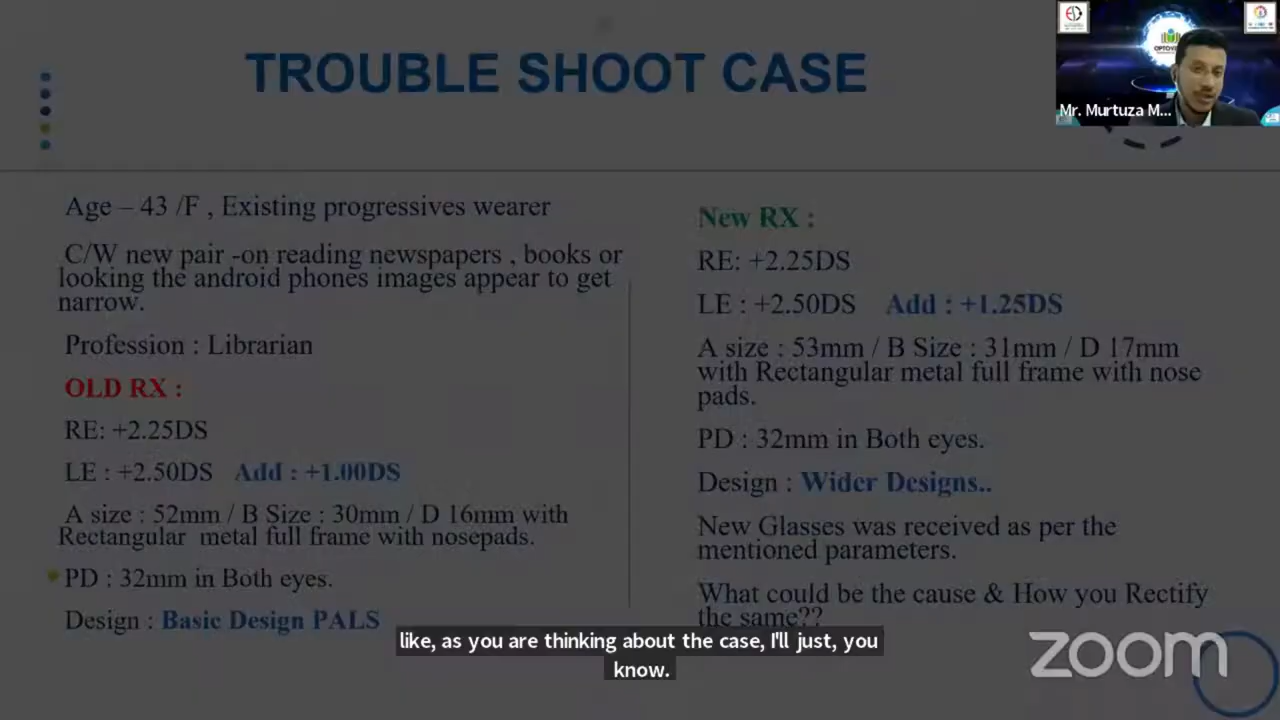 TROUBLE SHOOT CASE
Mr. Murtuza M...
Age – 43 /F , Existing progressives wearer
C/W new pair -on reading newspapers , books or
looking the android phones images appear to get
narrow.
Profession : Librarian
OLD RX :
RE: +2.25DS
LE : +2.50DS Add : +1.00DS
A size : 52mm / B Size : 30mm / D 16mm with
Rectangular metal full frame with nosepads.
PD : 32mm in Both eyes.
Design : Basic Design PALS
New RX :
RE: +2.25DS
LE : +2.50DS Add : +1.25DS
A size : 53mm / B Size : 31mm / D 17mm
with Rectangular metal full frame with nose
pads.
PD : 32mm in Both eyes.
Design : Wider Designs..
New Glasses was received as per the
mentioned parameters.
What could be the cause & How you Rectify
the same??
like, as you are thinking about the case, I'll just, you
know.
zoom